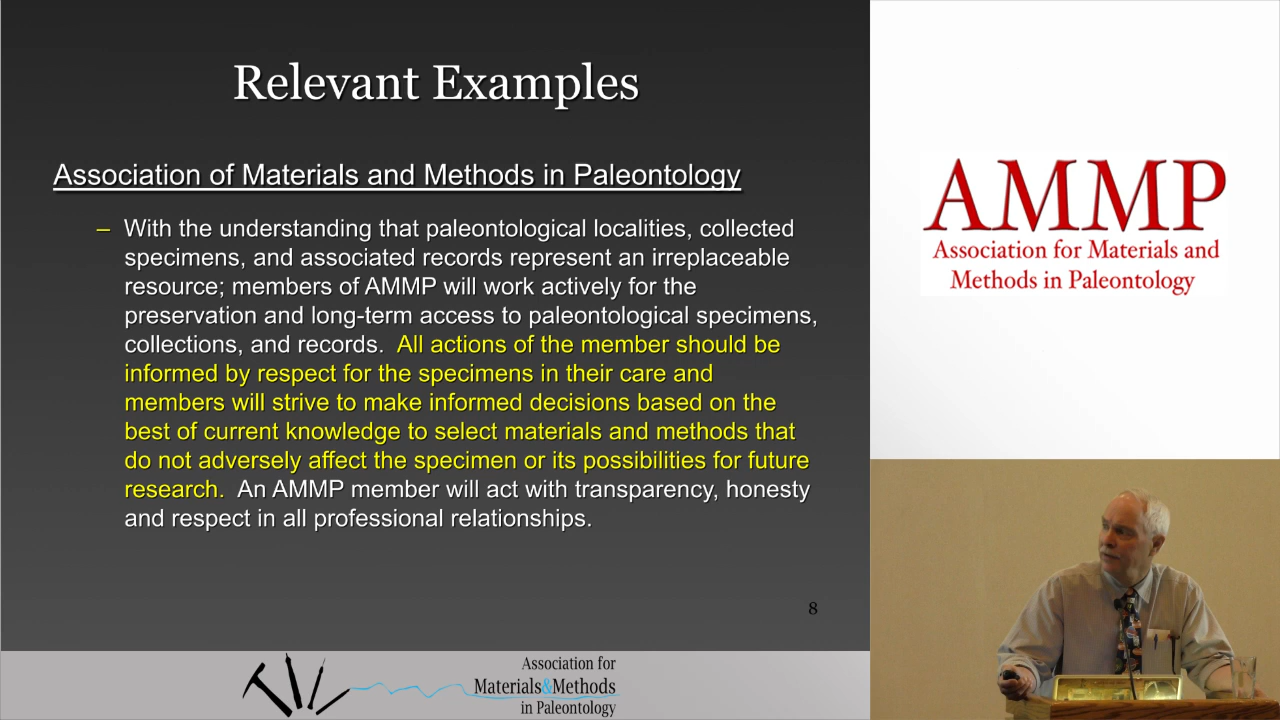 Relevant Examples
Association of Materials and Methods in Paleontology
– With the understanding that paleontological localities, collected
specimens, and associated records represent an irreplaceable
resource; members of AMMP will work actively for the
preservation and long-term access to paleontological specimens,
collections, and records.  All actions of the member should be
informed by respect for the specimens in their care and
members will strive to make informed decisions based on the
best of current knowledge to select materials and methods that
do not adversely affect the specimen or its possibilities for future
research.  An AMMP member will act with transparency, honesty
and respect in all professional relationships.
8
Association for
Materials&Methods
in Paleontology
AMMP
Association for Materials and
Methods in Paleontology